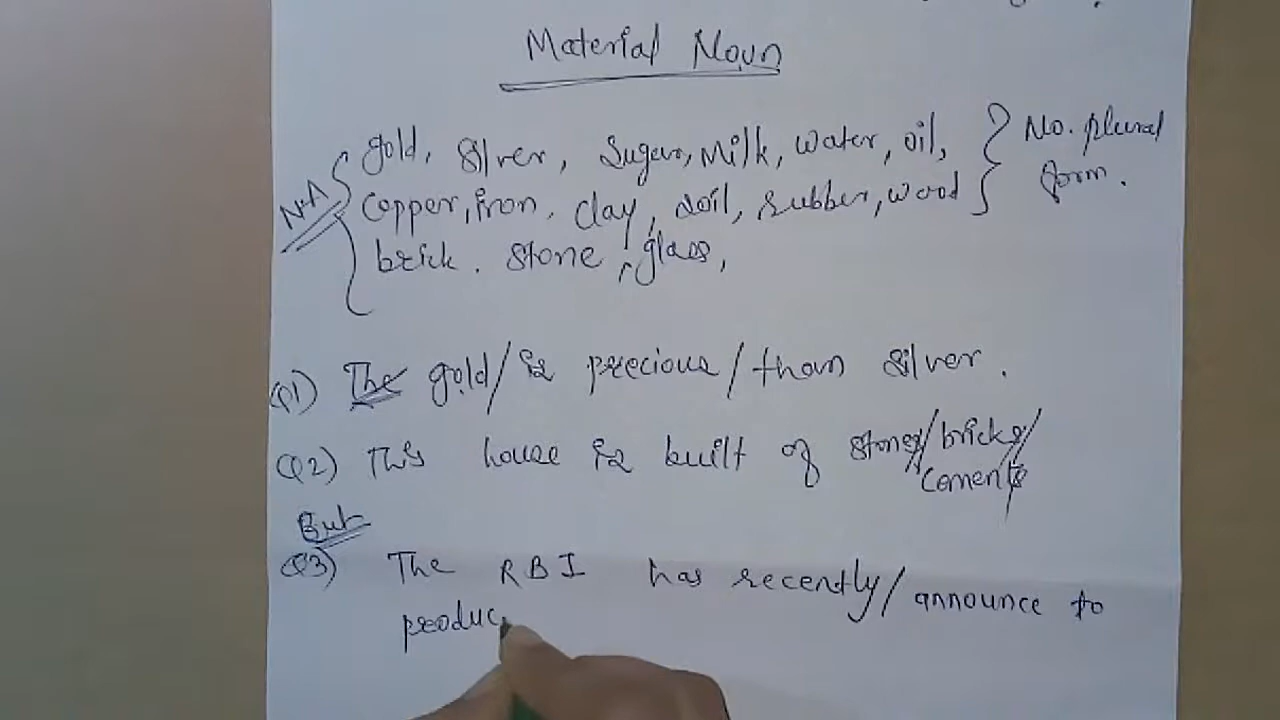 Material Noun
gold, silver, Sugar, Milk, water, oil, } No. plural
N.A { copper, iron, clay, soil, rubber, wood } form.
brick. stone, glass,
Q1) The gold/is precious/than silver.
Q2) This house is built of stones/bricks/
cements
But
Q3) The RBI has recently/announce to
produc